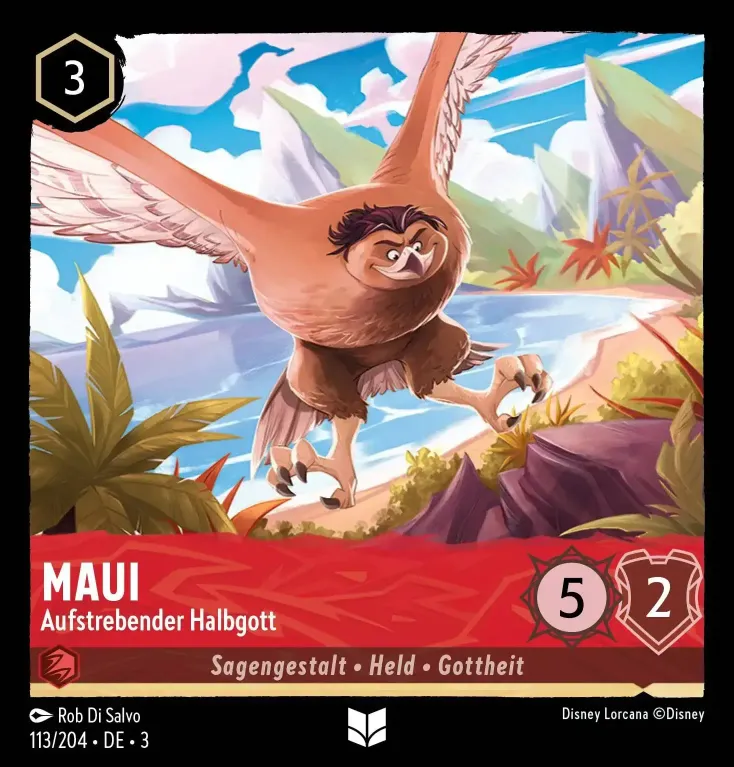 3
MAUI
Aufstrebender Halbgott
5
2
Sagengestalt • Held • Gottheit
Rob Di Salvo
Disney Lorcana ©Disney
113/204 • DE • 3